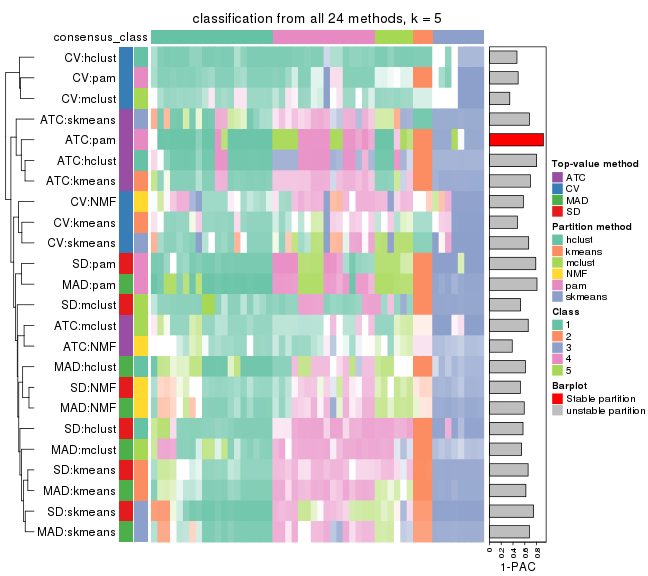 classification from all 24 methods, k = 5
consensus_class
CV:hclust
CV:pam
CV:mclust
ATC:skmeans
ATC:pam
ATC:hclust
ATC:kmeans
CV:NMF
CV:kmeans
CV:skmeans
SD:pam
MAD:pam
SD:mclust
ATC:mclust
ATC:NMF
MAD:hclust
SD:NMF
MAD:NMF
SD:hclust
MAD:mclust
SD:kmeans
MAD:kmeans
SD:skmeans
MAD:skmeans
0
0.2
0.4
0.6
0.8
1-PAC
Top-value method
ATC
CV
MAD
SD
Partition method
hclust
kmeans
mclust
NMF
pam
skmeans
Class
1
2
3
4
5
Barplot
Stable partition
unstable partition